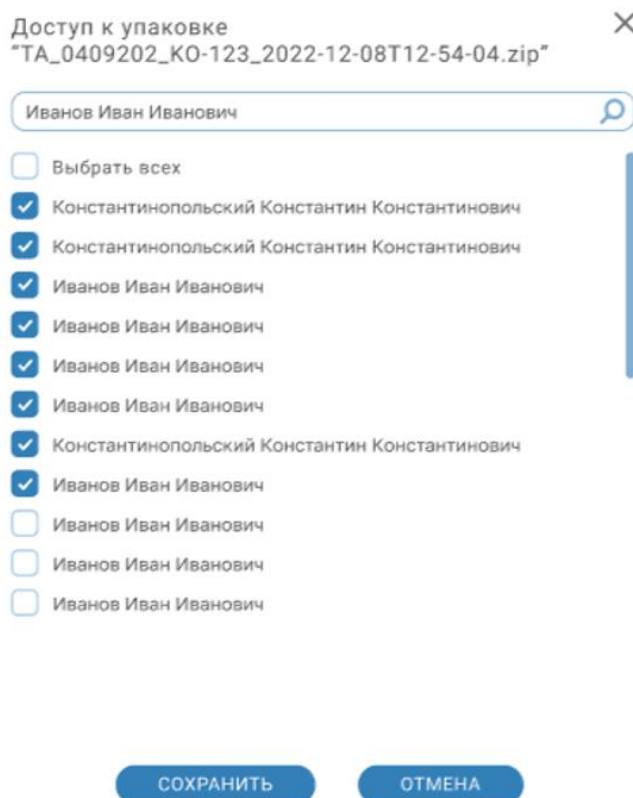 Доступ к упаковке
"TA_0409202_KO-123_2022-12-08T12-54-04.zip"
Иванов Иван Иванович
Выбрать всех
Константинопольский Константин Константинович
Константинопольский Константин Константинович
Иванов Иван Иванович
Иванов Иван Иванович
Иванов Иван Иванович
Иванов Иван Иванович
Константинопольский Константин Константинович
Иванов Иван Иванович
Иванов Иван Иванович
Иванов Иван Иванович
Иванов Иван Иванович
СОХРАНИТЬ ОТМЕНА